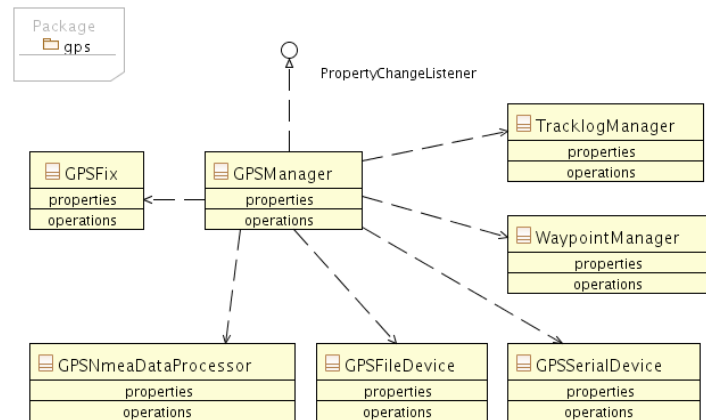 Package
gps
PropertyChangeListener
TracklogManager
properties
operations
GPSFix
properties
operations
GPSManager
properties
operations
WaypointManager
properties
operations
GPSNmeaDataProcessor
properties
operations
GPSFileDevice
properties
operations
GPSSerialDevice
properties
operations